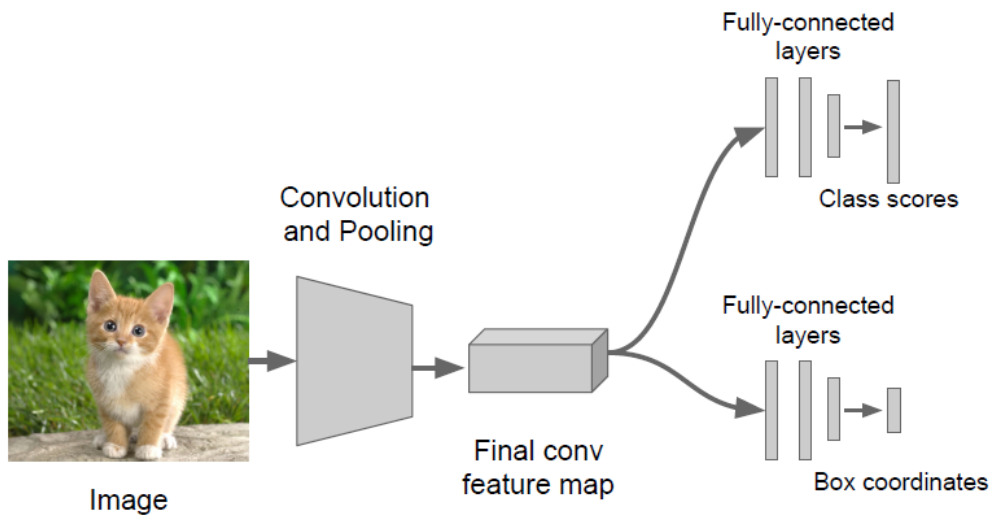 Fully-connected
layers
Class scores
Convolution
and Pooling
Fully-connected
layers
Box coordinates
Final conv
feature map
Image